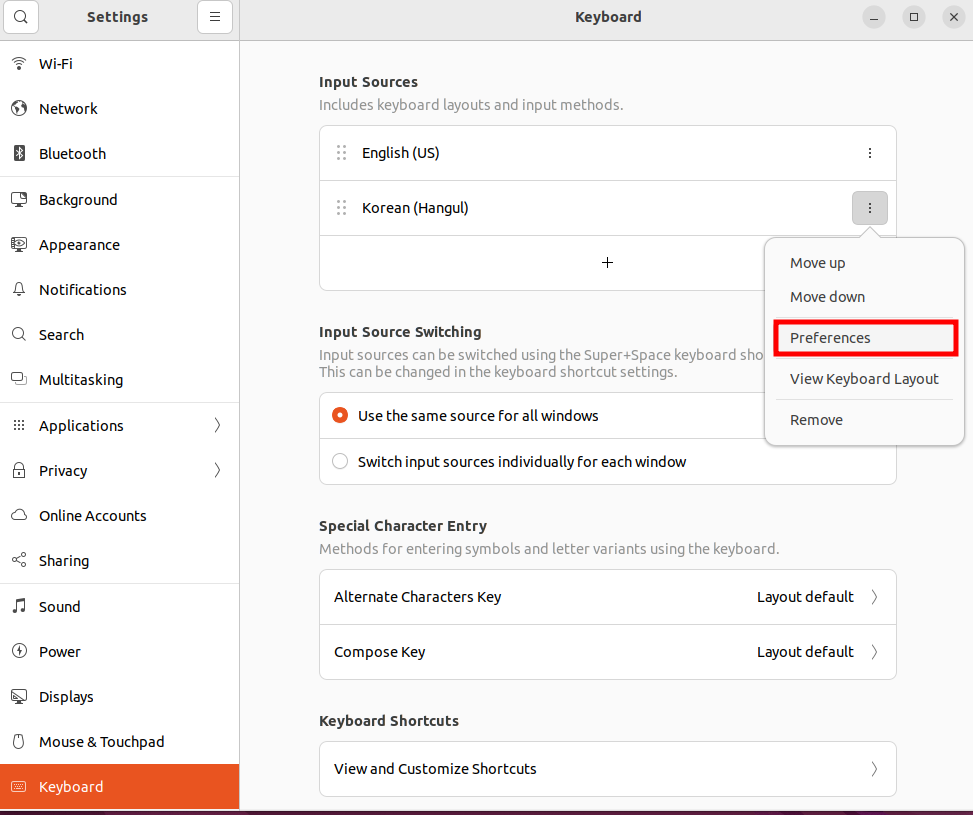 Settings
Keyboard
Wi-Fi
Network
Bluetooth
Background
Appearance
Notifications
Search
Multitasking
Applications
Privacy
Online Accounts
Sharing
Sound
Power
Displays
Mouse & Touchpad
Keyboard
Input Sources
Includes keyboard layouts and input methods.
English (US)
Korean (Hangul)
Move up
Move down
Preferences
View Keyboard Layout
Remove
Input Source Switching
Input sources can be switched using the Super+Space keyboard sho
This can be changed in the keyboard shortcut settings.
Use the same source for all windows
Switch input sources individually for each window
Special Character Entry
Methods for entering symbols and letter variants using the keyboard.
Alternate Characters Key Layout default
Compose Key Layout default
Keyboard Shortcuts
View and Customize Shortcuts